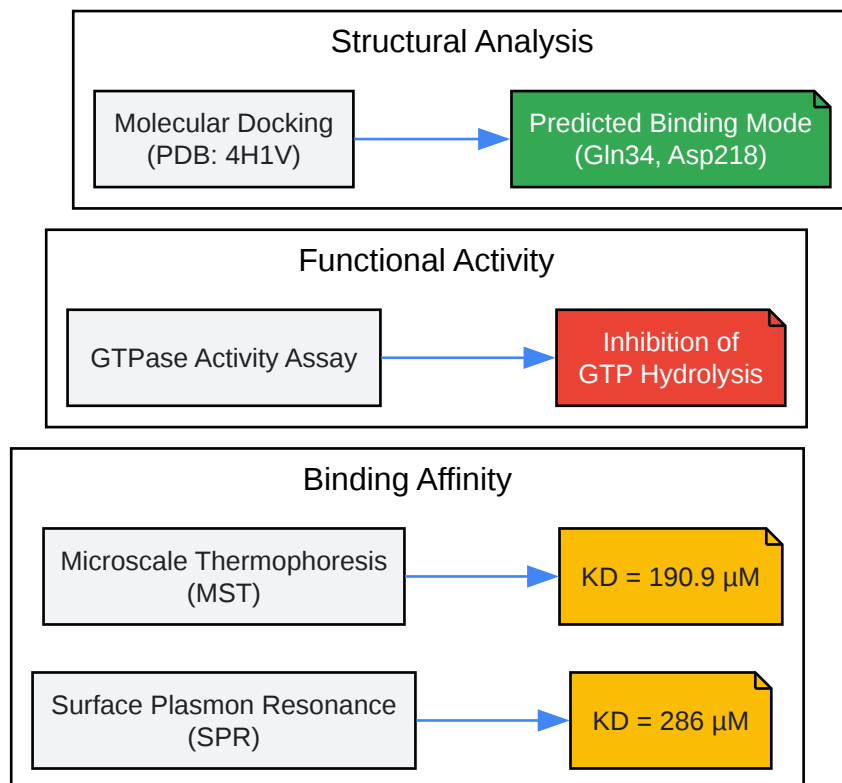 Structural Analysis
Molecular Docking
(PDB: 4H1V)
Predicted Binding Mode
(Gln34, Asp218)
Functional Activity
GTPase Activity Assay
Inhibition of
GTP Hydrolysis
Binding Affinity
Microscale Thermophoresis
(MST)
KD = 190.9 µM
Surface Plasmon Resonance
(SPR)
KD = 286 µM